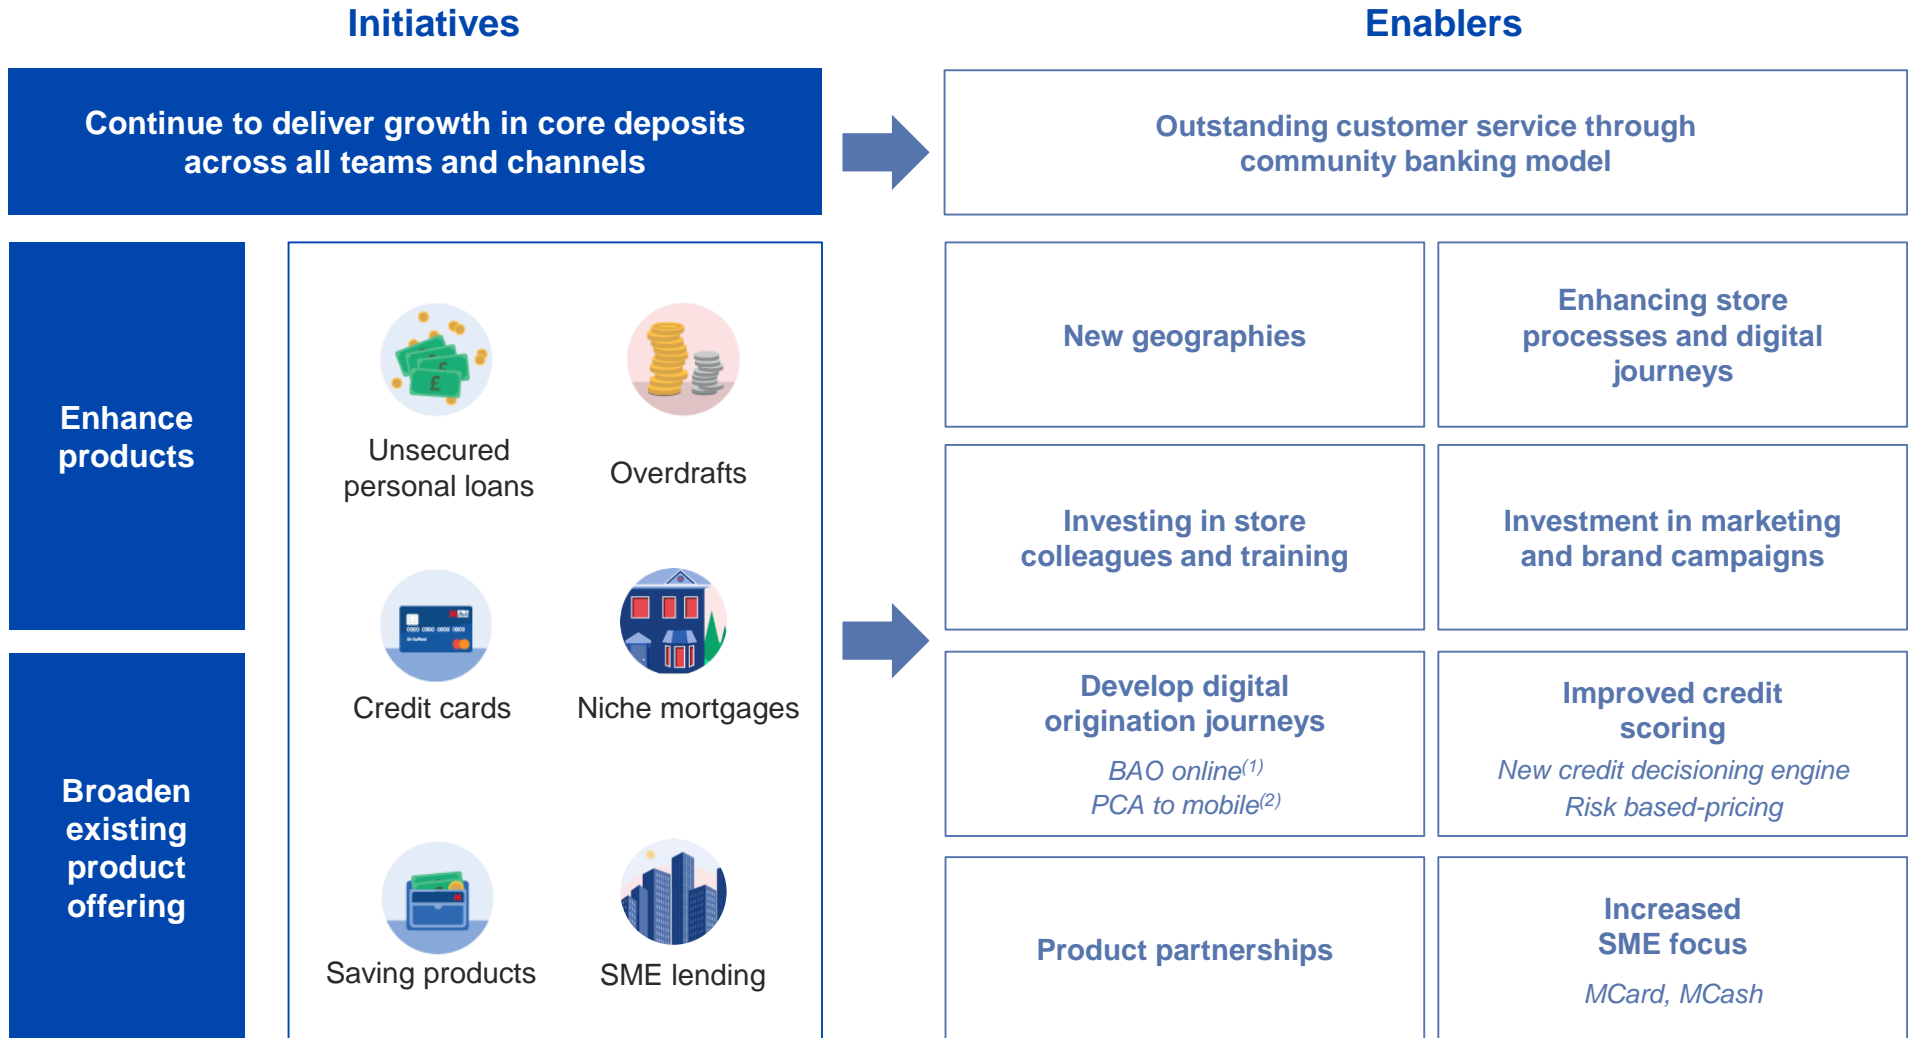 Initiatives
Enablers
Continue to deliver growth in core deposits
across all teams and channels
Outstanding customer service through
community banking model
Enhance
products
Broaden
existing
product
offering
£
Unsecured
personal loans
Overdrafts
Credit cards
Niche mortgages
Saving products
SME lending
New geographies
Enhancing store
processes and digital
journeys
Investing in store
colleagues and training
Investment in marketing
and brand campaigns
Develop digital
origination journeys
BAO online(1)
PCA to mobile(2)
Improved credit
scoring
New credit decisioning engine
Risk based-pricing
Product partnerships
Increased
SME focus
MCard, MCash